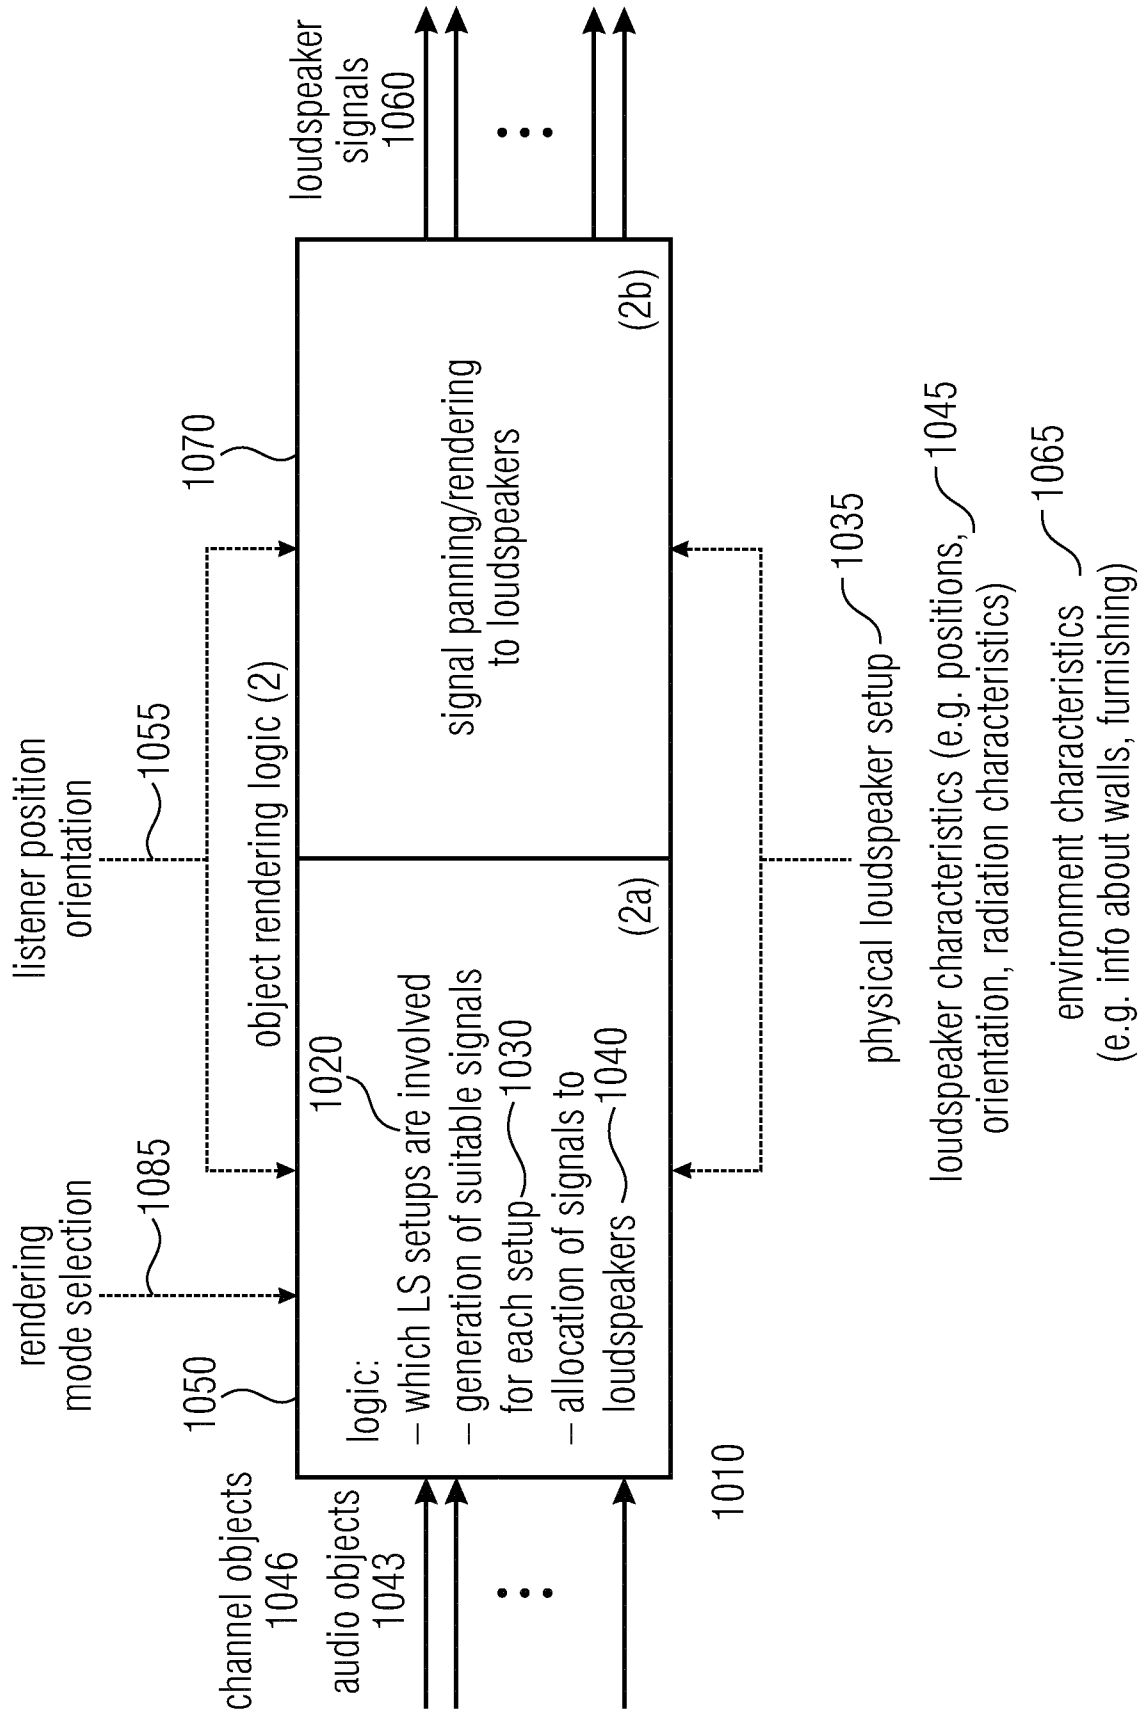 rendering
mode selection
1085
listener position
orientation
1055
channel objects
1046
audio objects
1043
1050
object rendering logic (2)
1070
loudspeaker
signals
1060
logic:
– which LS setups are involved
1020
– generation of suitable signals
for each setup
1030
– allocation of signals to
loudspeakers
1040
(2a)
signal panning/rendering
to loudspeakers
(2b)
...
...
1010
physical loudspeaker setup
1035
loudspeaker characteristics (e.g. positions,
orientation, radiation characteristics)
1045
environment characteristics
(e.g. info about walls, furnishing)
1065